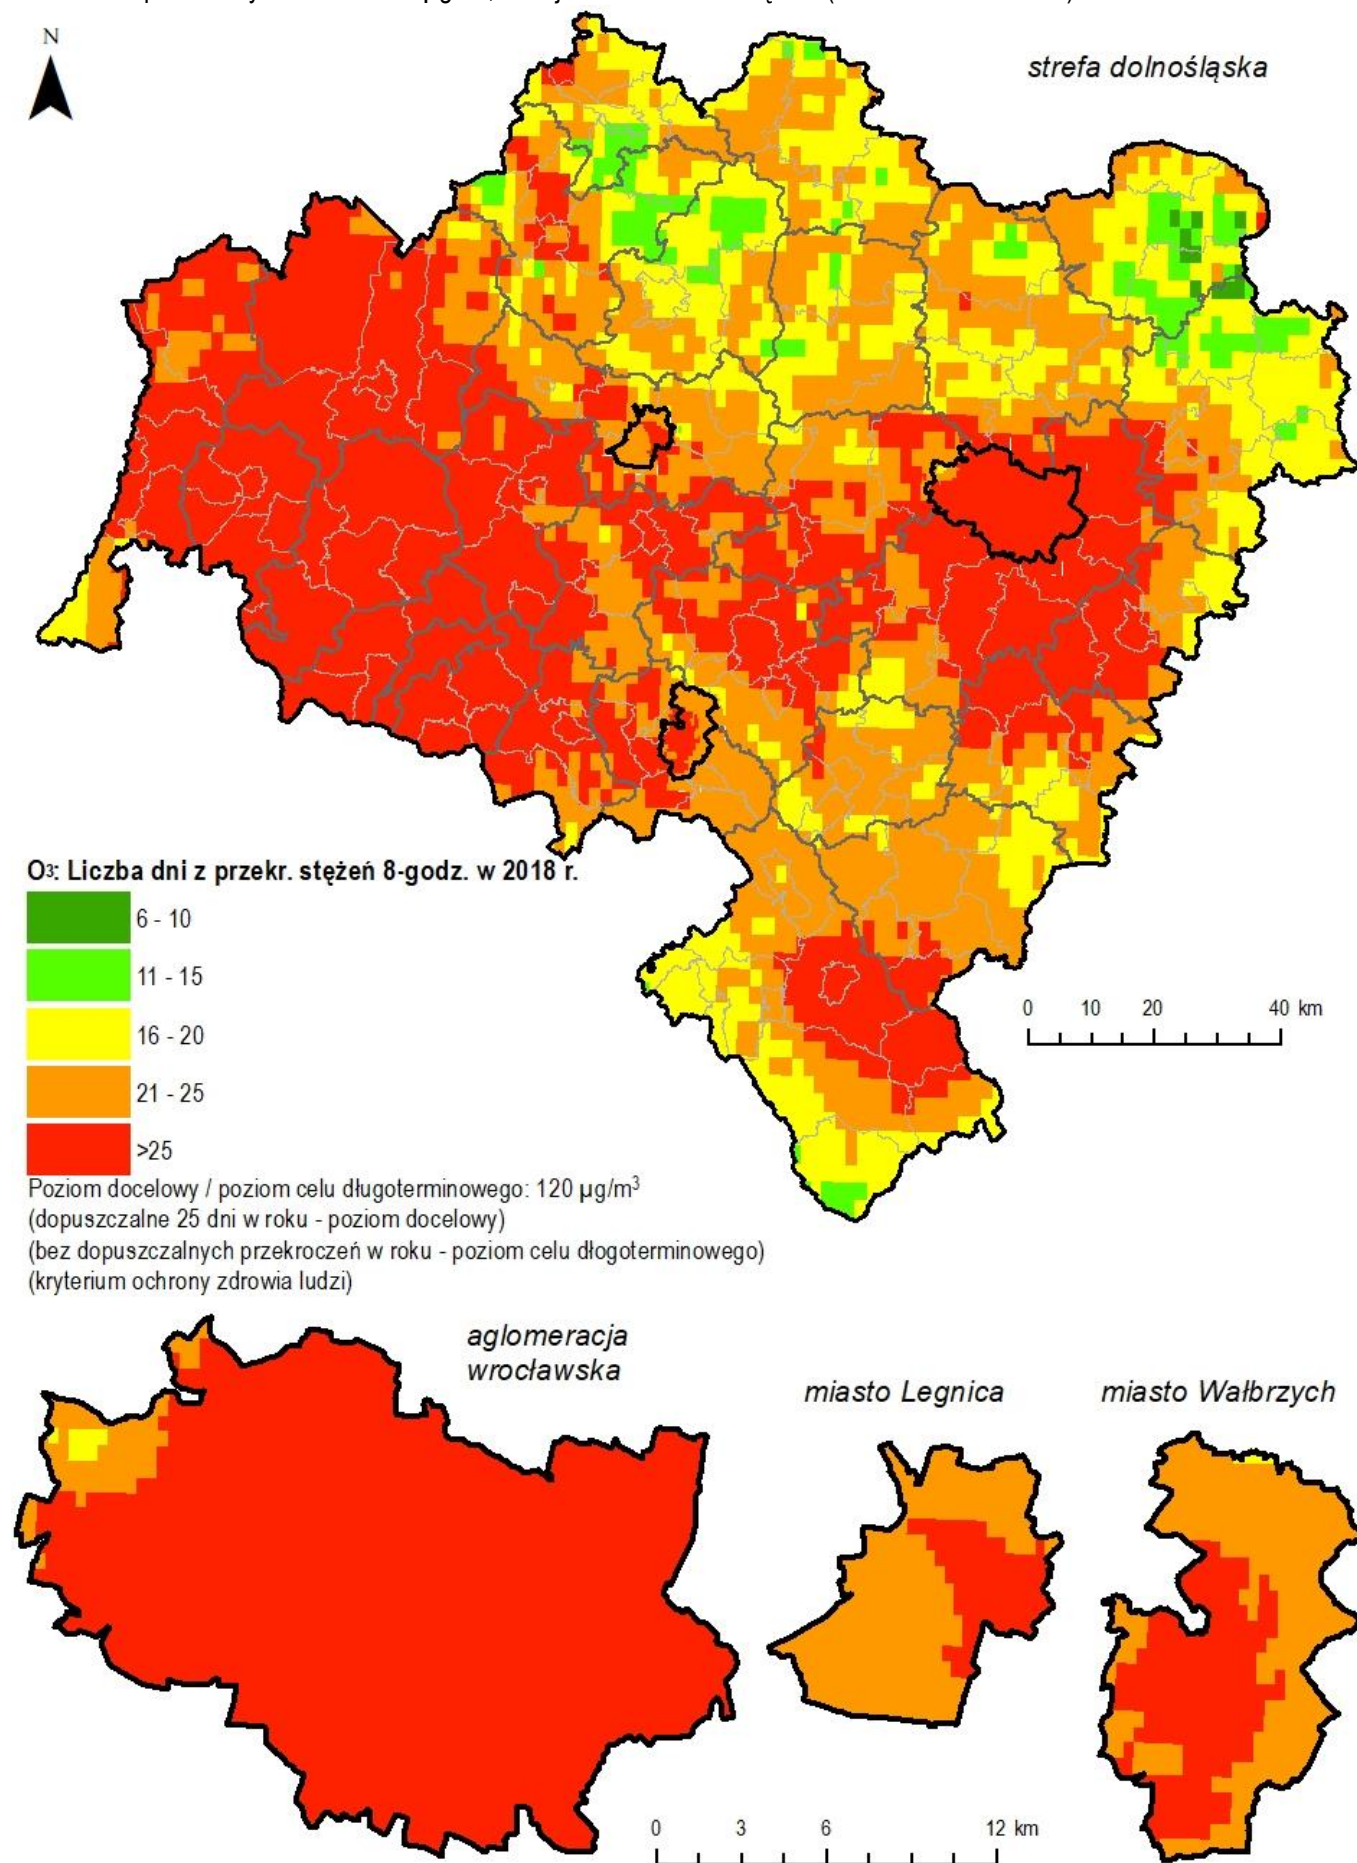 N
strefa dolnośląska
O3: Liczba dni z przekr. stężeń 8-godz. w 2018 r.
6 - 10
11 - 15
16 - 20
21 - 25
>25
0 10 20 40 km
Poziom docelowy / poziom celu długoterminowego: 120 µg/m³
(dopuszczalne 25 dni w roku - poziom docelowy)
(bez dopuszczalnych przekroczeń w roku - poziom celu dłogoterminowego)
(kryterium ochrony zdrowia ludzi)
aglomeracja
wrocławska
miasto Legnica
miasto Wałbrzych
0 3 6 12 km